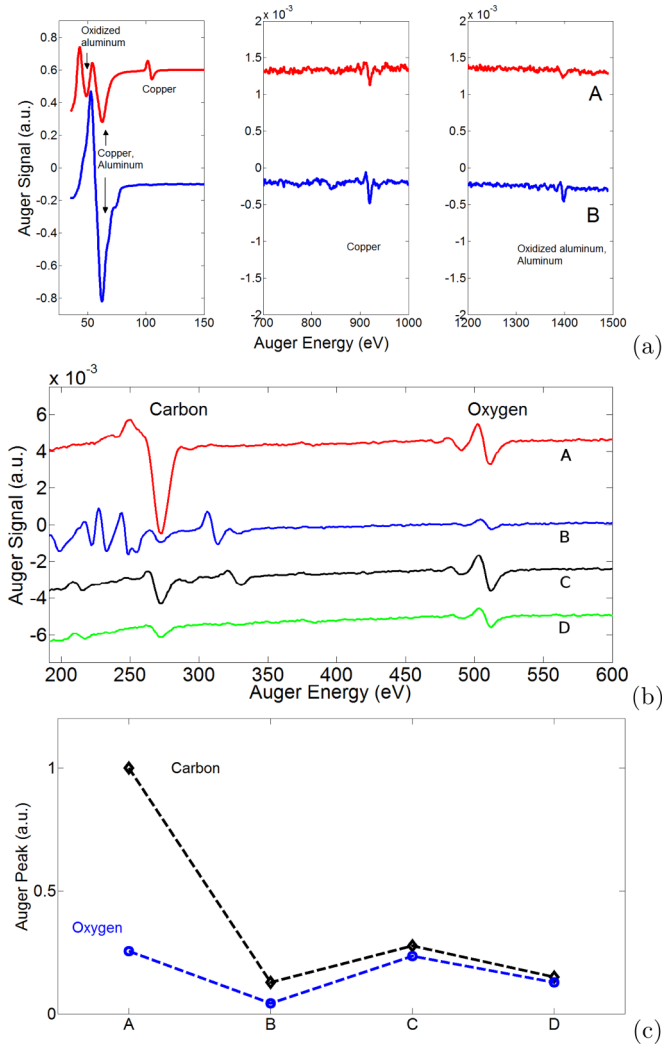 Oxidized
aluminum
Copper
Copper,
Aluminum
0.8
0.6
0.4
0.2
0
-0.2
-0.4
-0.6
-0.8
50 100 150
Auger Signal (a.u.)
x 10-3
2
1.5
1
0.5
0
-0.5
-1
-1.5
-2
Copper
700 800 900 1000
x 10-3
2
1.5
1
0.5
0
-0.5
-1
-1.5
-2
A
B
Oxidized aluminum,
Aluminum
1200 1300 1400 1500
Auger Energy (eV)
(a)
x 10-3
Carbon Oxygen
6
4
2
0
-2
-4
-6
A
B
C
D
Auger Signal (a.u.)
200 250 300 350 400 450 500 550 600
Auger Energy (eV)
(b)
1
0.5
0
Auger Peak (a.u.)
Carbon
Oxygen
A B C D
(c)